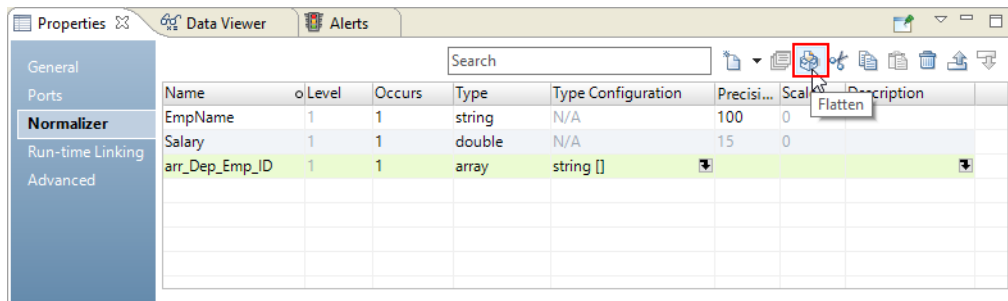 Properties Data Viewer Alerts
Search
General
Ports
Normalizer
Run-time Linking
Advanced
Name o Level Occurs Type Type Configuration Precisi... Scale Description
EmpName 1 1 string N/A 100 0
Salary 1 1 double N/A 15 0
arr_Dep_Emp_ID 1 1 array string []
Flatten